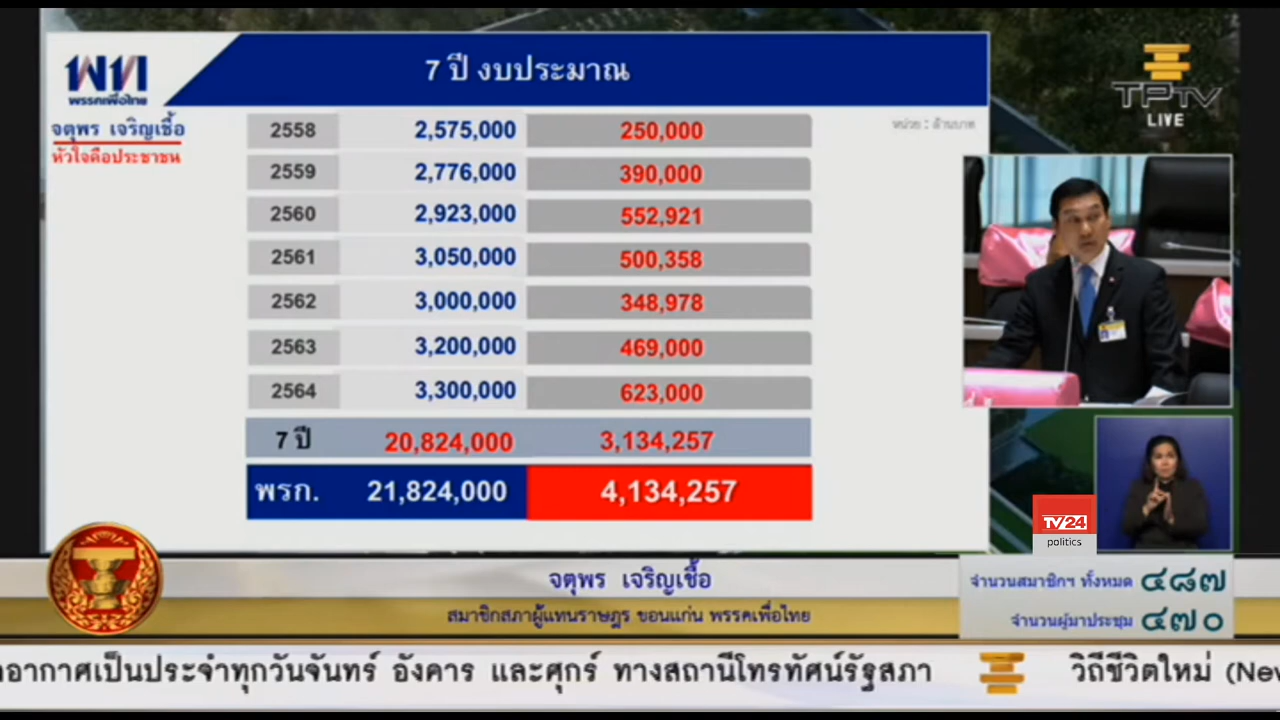 พท
พรรคเพื่อไทย
7 ปี งบประมาณ
TPTV
LIVE
จตุพร เจริญเชื้อ
หัวใจคือประชาชน
หน่วย : ล้านบาท
2558 2,575,000 250,000
2559 2,776,000 390,000
2560 2,923,000 552,921
2561 3,050,000 500,358
2562 3,000,000 348,978
2563 3,200,000 469,000
2564 3,300,000 623,000
7 ปี 20,824,000 3,134,257
พรก. 21,824,000 4,134,257
TV24
politics
จตุพร เจริญเชื้อ
สมาชิกสภาผู้แทนราษฎร ขอนแก่น พรรคเพื่อไทย
จำนวนสมาชิกฯ ทั้งหมด ๔๘๗
จำนวนผู้มาประชุม ๔๗๐
อากาศเป็นประจำทุกวันจันทร์ อังคาร และศุกร์ ทางสถานีโทรทัศน์รัฐสภา วิถีชีวิตใหม่ (New